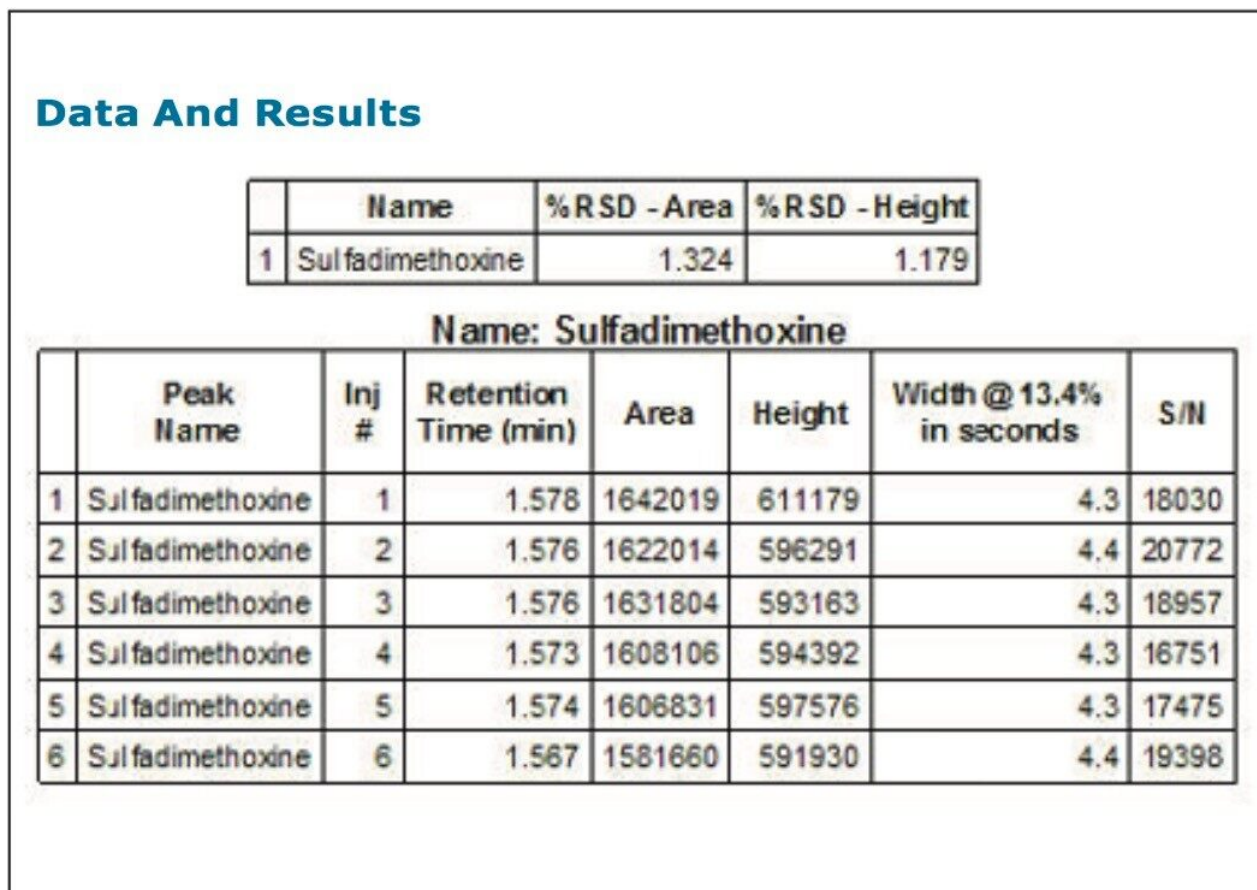 Data And Results
Name %RSD - Area %RSD - Height
1 Sulfadimethoxine 1.324 1.179
Name: Sulfadimethoxine
Peak Name Inj # Retention Time (min) Area Height Width @ 13.4% in seconds S/N
1 Sulfadimethoxine 1 1.578 1642019 611179 4.3 18030
2 Sulfadimethoxine 2 1.576 1622014 596291 4.4 20772
3 Sulfadimethoxine 3 1.576 1631804 593163 4.3 18957
4 Sulfadimethoxine 4 1.573 1608106 594392 4.3 16751
5 Sulfadimethoxine 5 1.574 1606831 597576 4.3 17475
6 Sulfadimethoxine 6 1.567 1581660 591930 4.4 19398